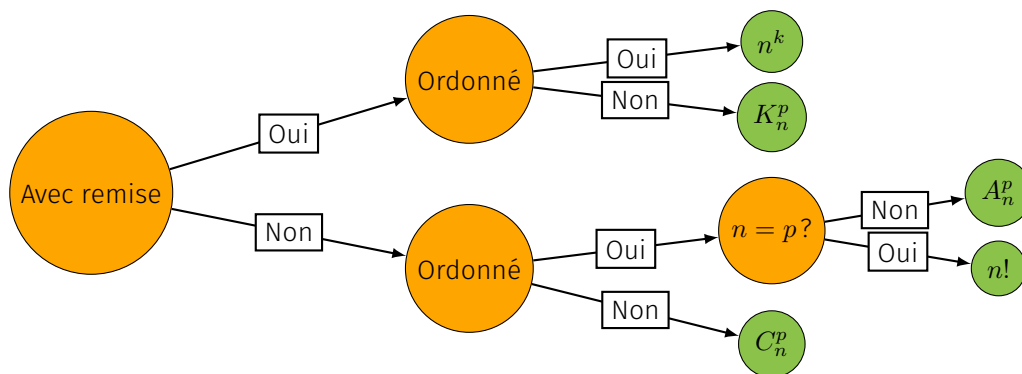 Avec remise
Oui
Ordonné
Oui
$n^k$
Non
$K_n^p$
Non
Ordonné
Oui
$n = p$ ?
Non
$A_n^p$
Oui
$n!$
Non
$C_n^p$